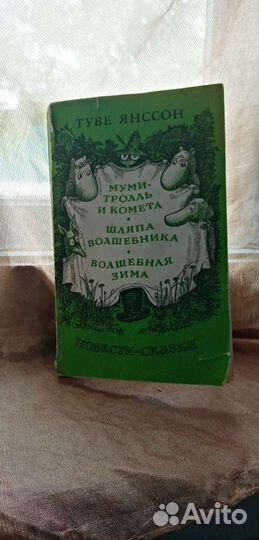 ТУВЕ ЯНССОН
МУМИ-
ТРОЛЛЬ
И КОМЕТА
ШЛЯПА
ВОЛШЕБНИКА
ВОЛШЕБНАЯ
ЗИМА
ПОВЕСТИ-СКАЗКИ
Avito